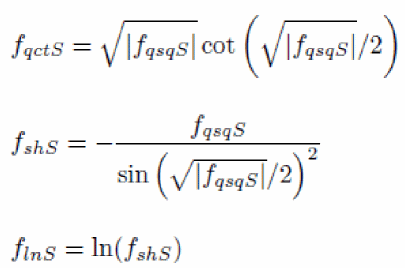 f_{qctS} = \sqrt{|f_{qsqS}|} \cot\left(\sqrt{|f_{qsqS}|}/2\right)
f_{shS} = -\frac{f_{qsqS}}{\sin\left(\sqrt{|f_{qsqS}|}/2\right)^2}
f_{lnS} = \ln(f_{shS})